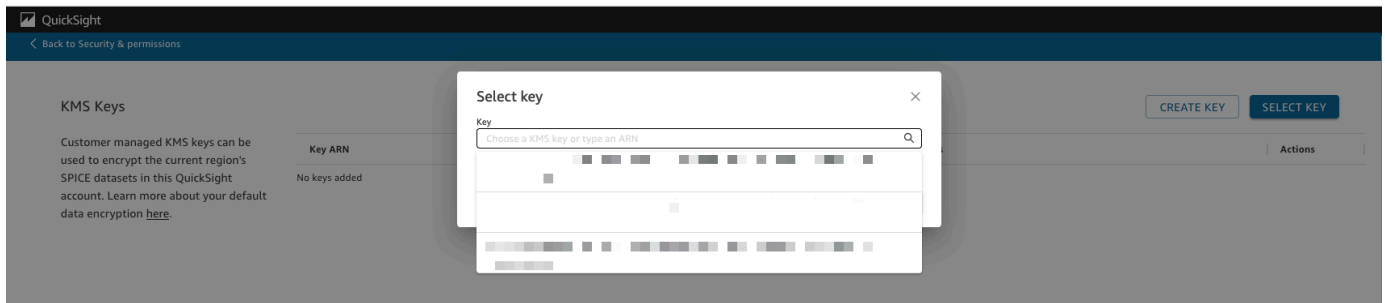 QuickSight
Back to Security & permissions
KMS Keys
Customer managed KMS keys can be
used to encrypt the current region's
SPICE datasets in this QuickSight
account. Learn more about your default
data encryption here.
CREATE KEY
SELECT KEY
Key ARN
Actions
No keys added
Select key
Key
Choose a KMS key or type an ARN